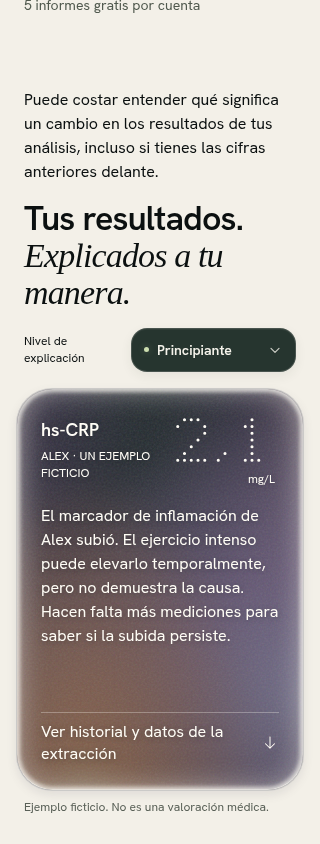 5 informes gratis por cuenta
Puede costar entender qué significa
un cambio en los resultados de tus
análisis, incluso si tienes las cifras
anteriores delante.
Tus resultados.
Explicados a tu
manera.
Nivel de
explicación
Principiante
hs-CRP
2.1
ALEX · UN EJEMPLO
FICTICIO
mg/L
El marcador de inflamación de
Alex subió. El ejercicio intenso
puede elevarlo temporalmente,
pero no demuestra la causa.
Hacen falta más mediciones para
saber si la subida persiste.
Ver historial y datos de la
extracción
Ejemplo ficticio. No es una valoración médica.